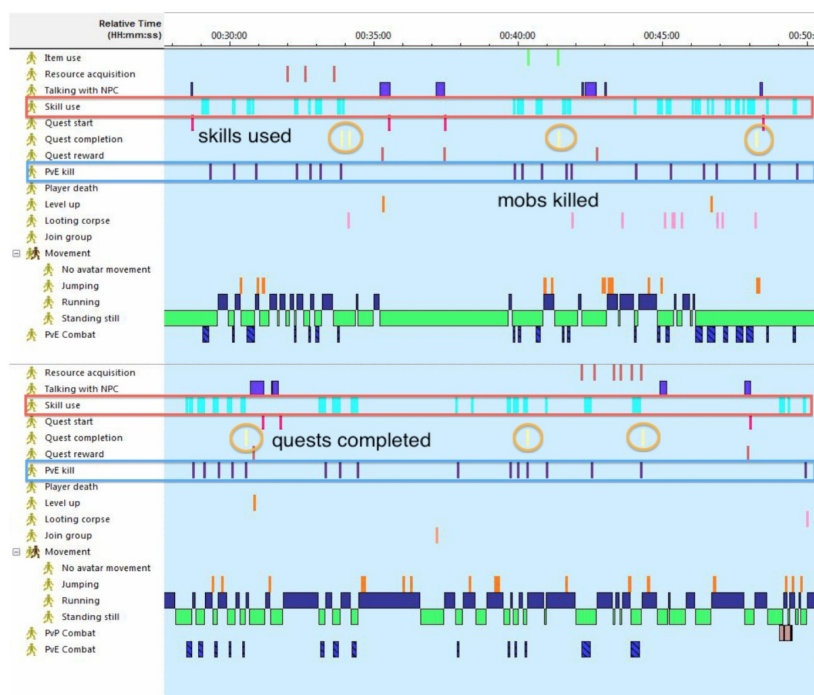 Relative Time
(HH:mm:ss) 00:30:00 00:35:00 00:40:00 00:45:00 00:50:
Item use
Resource acquisition
Talking with NPC
Skill use
Quest start
skills used
Quest completion
Quest reward
PvE kill
Player death
mobs killed
Level up
Looting corpse
Join group
Movement
No avatar movement
Jumping
Running
Standing still
PvE Combat
Resource acquisition
Talking with NPC
Skill use
Quest start
Quest completion
quests completed
Quest reward
PvE kill
Player death
Level up
Looting corpse
Join group
Movement
No avatar movement
Jumping
Running
Standing still
PvP Combat
PvE Combat